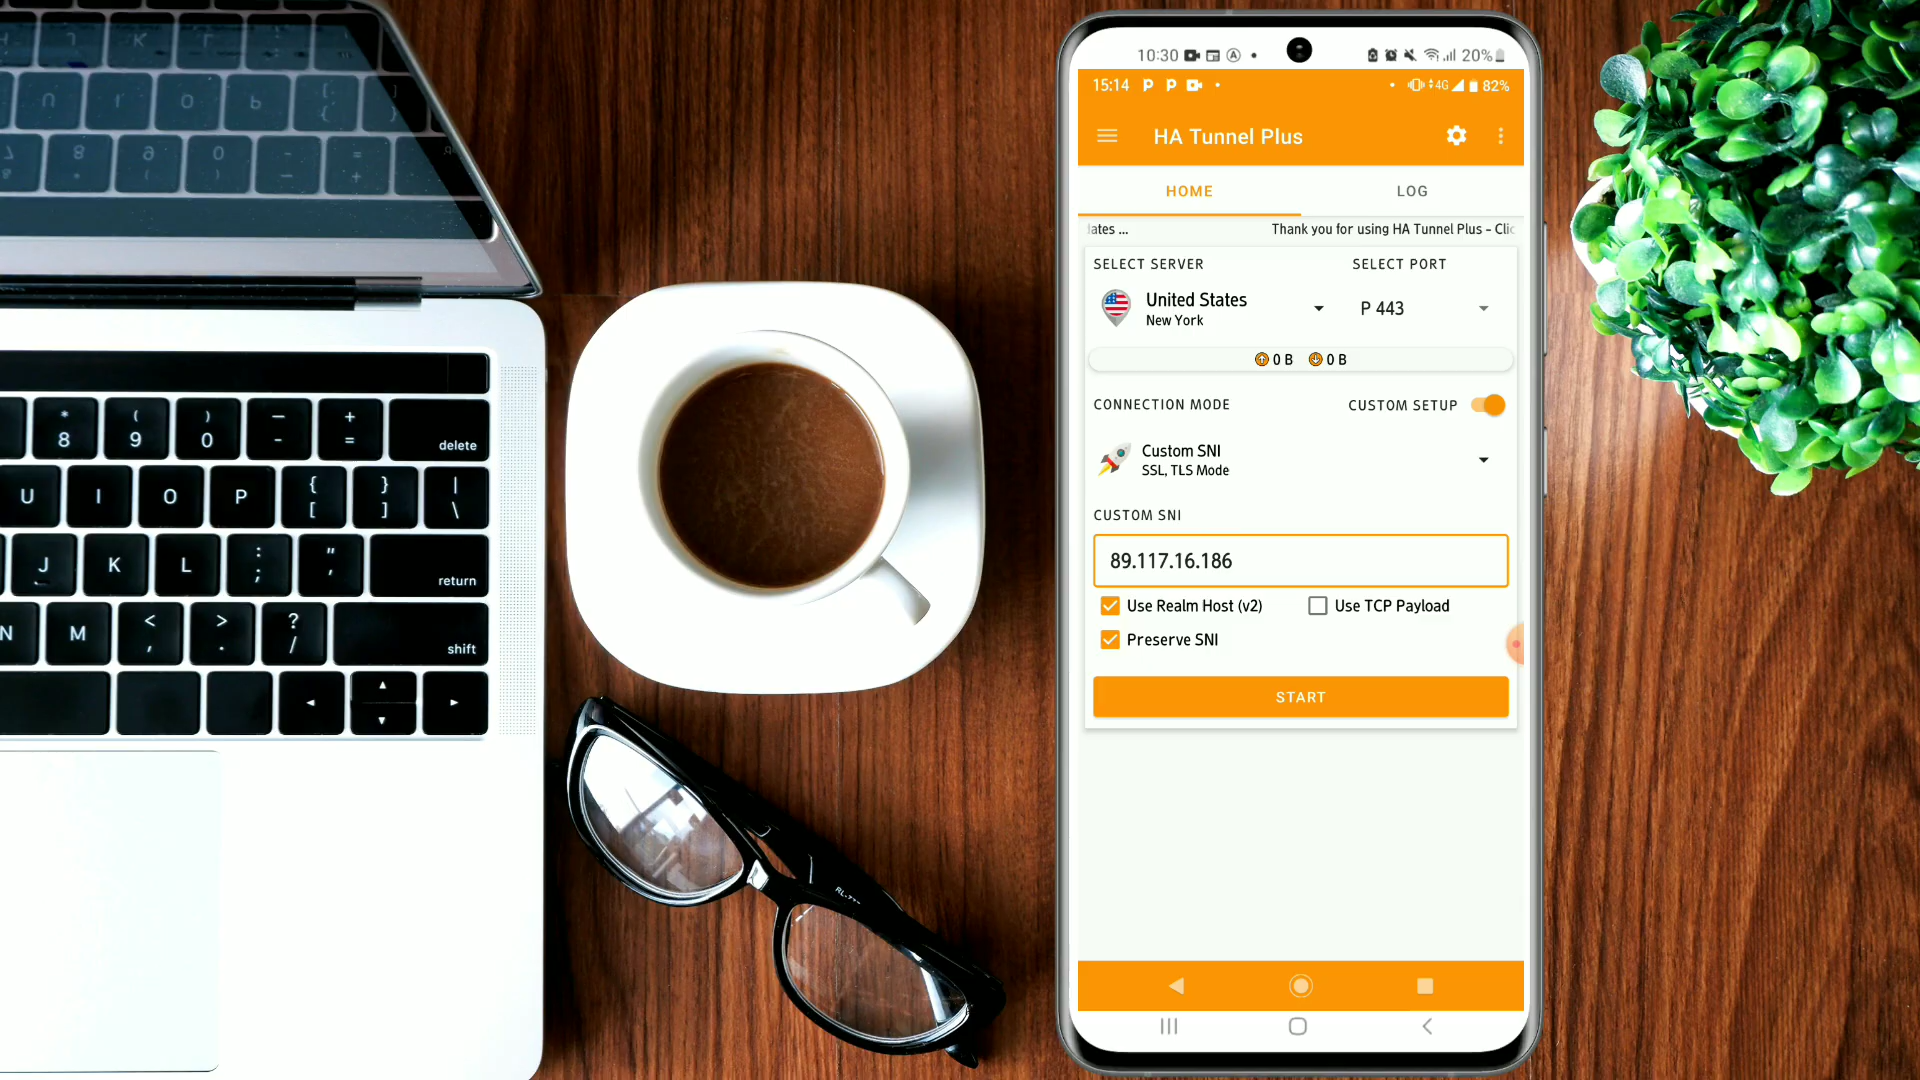 10:30 20%
15:14 P P 4G 82%
HA Tunnel Plus
HOME LOG
lates ... Thank you for using HA Tunnel Plus - Clic
SELECT SERVER SELECT PORT
United States
New York
P 443
0 B 0 B
CONNECTION MODE CUSTOM SETUP
Custom SNI
SSL, TLS Mode
CUSTOM SNI
89.117.16.186
Use Realm Host (v2) Use TCP Payload
Preserve SNI
START
* 8 ( 9 ) 0 — - + = delete
U I O P { [ } ] | \
J K L : ; " ' return
N M < , > . ? / shift